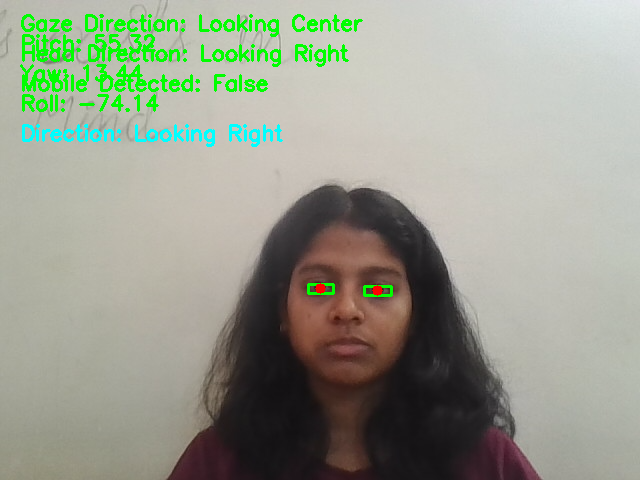 Gaze Direction: Looking Center
Pitch: 55.32
Head Direction: Looking Right
Yaw: 13.44
Mobile Detected: False
Roll: -74.14
Direction: Looking Right